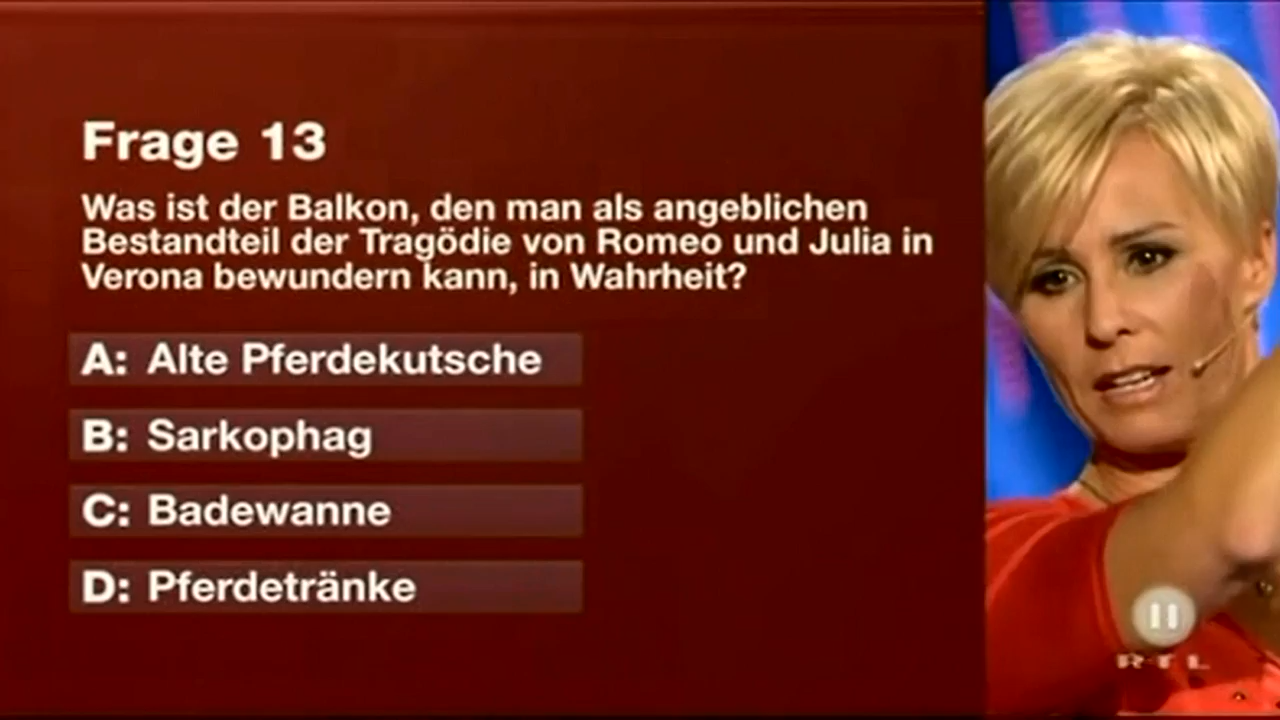 Frage 13
Was ist der Balkon, den man als angeblichen
Bestandteil der Tragödie von Romeo und Julia in
Verona bewundern kann, in Wahrheit?
A: Alte Pferdekutsche
B: Sarkophag
C: Badewanne
D: Pferdetränke
RTL